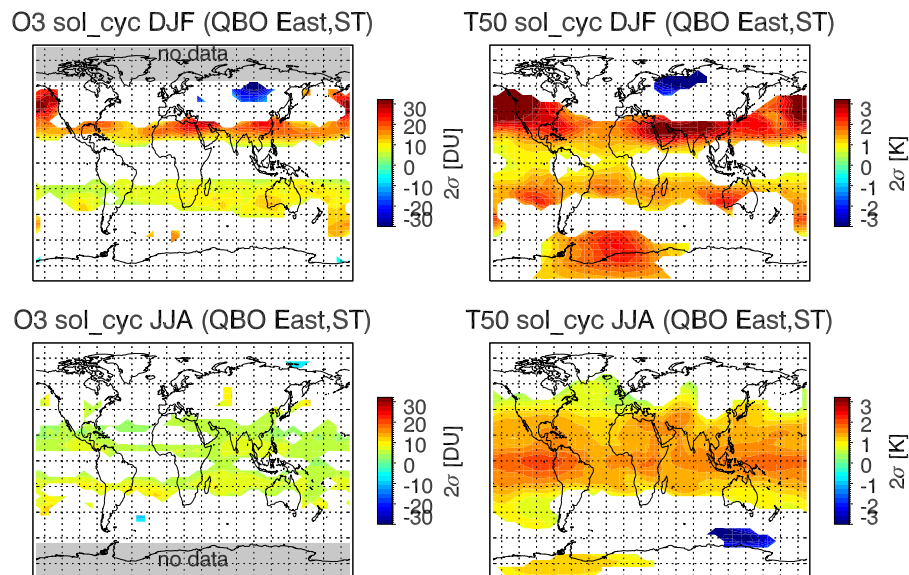 O3 sol_cyc DJF (QBO East,ST)
no data
30
20
10
0
-10
-20
-30
2σ [DU]
T50 sol_cyc DJF (QBO East,ST)
3
2
1
0
-1
-2
-3
2σ [K]
O3 sol_cyc JJA (QBO East,ST)
no data
30
20
10
0
-10
-20
-30
2σ [DU]
T50 sol_cyc JJA (QBO East,ST)
3
2
1
0
-1
-2
-3
2σ [K]